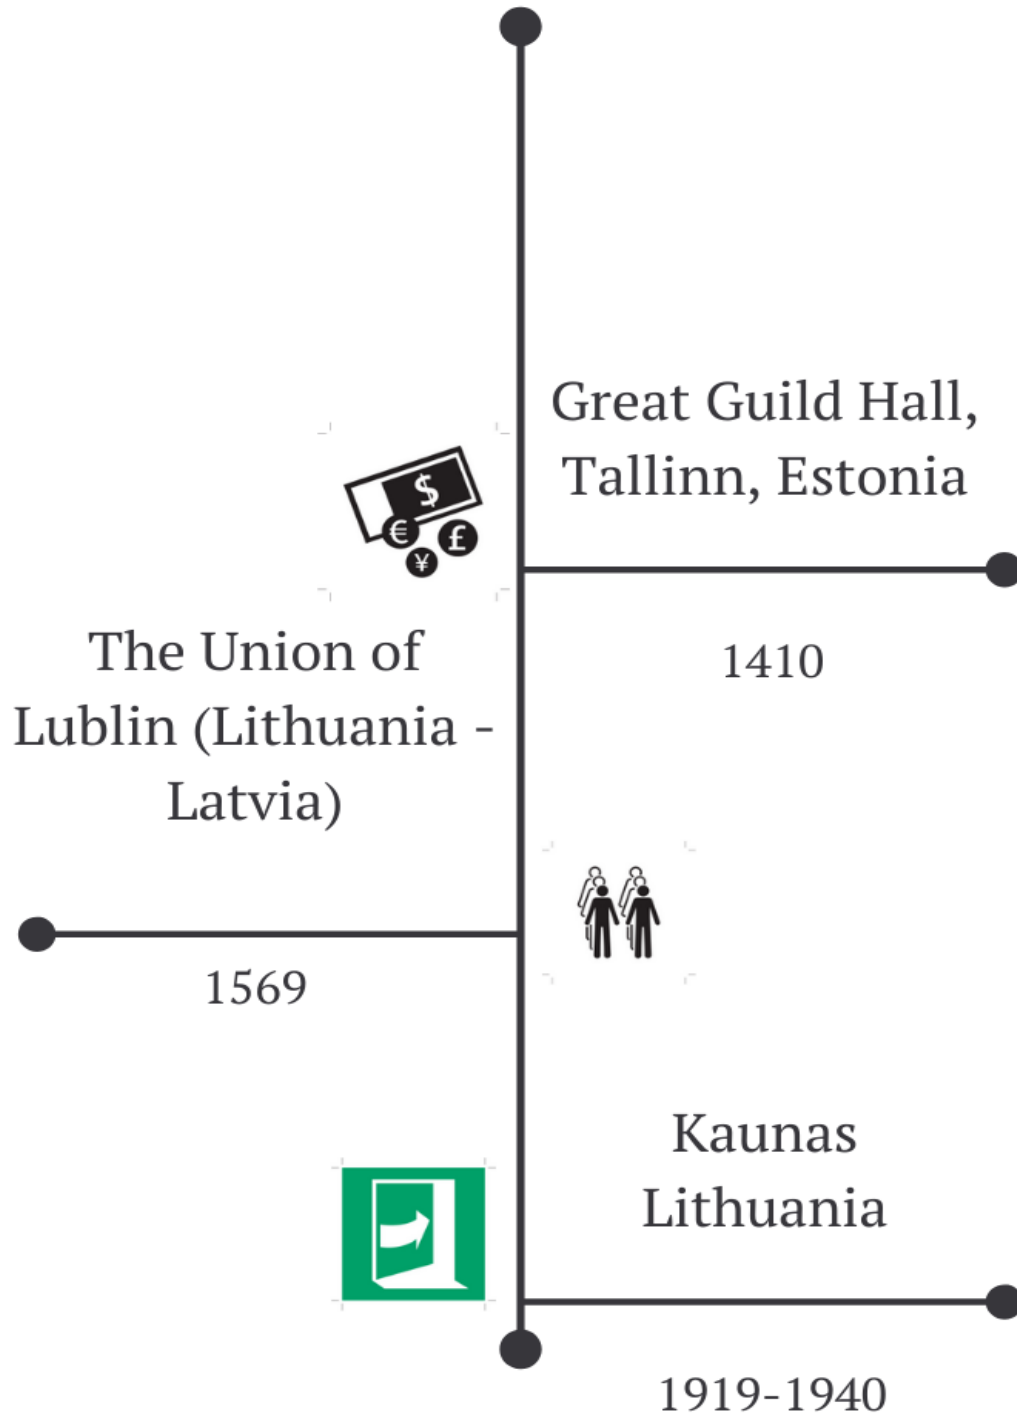 Great Guild Hall,
Tallinn, Estonia
1410
$
€
£
¥
The Union of
Lublin (Lithuania -
Latvia)
1569
Kaunas
Lithuania
1919-1940